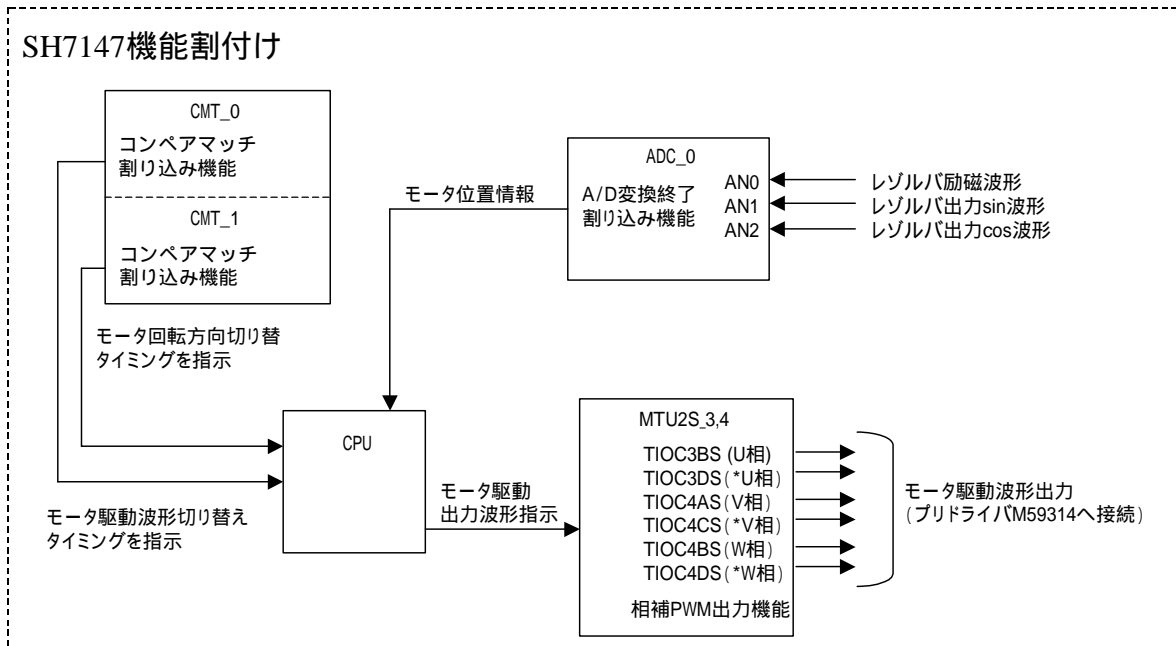 SH7147機能割付け
CMT_0
コンペアマッチ
割り込み機能
CMT_1
コンペアマッチ
割り込み機能
モータ回転方向切り替
タイミングを指示
モータ駆動波形切り替え
タイミングを指示
モータ位置情報
ADC_0
A/D変換終了
割り込み機能
AN0
AN1
AN2
レゾルバ励磁波形
レゾルバ出力sin波形
レゾルバ出力cos波形
CPU
モータ駆動
出力波形指示
MTU2S_3,4
TIOC3BS (U相)
TIOC3DS(*U相)
TIOC4AS(V相)
TIOC4CS(*V相)
TIOC4BS(W相)
TIOC4DS(*W相)
相補PWM出力機能
モータ駆動波形出力
(プリドライバM59314へ接続)